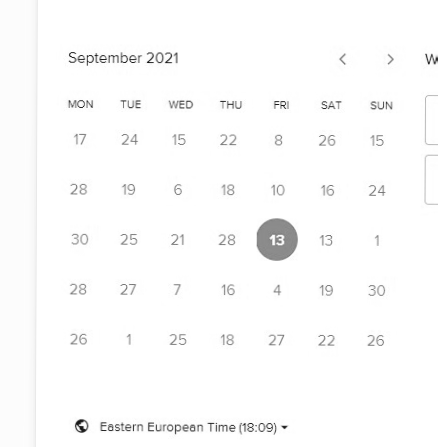 September 2021
MON TUE WED THU FRI SAT SUN
17 24 15 22 8 26 15
28 19 6 18 10 16 24
30 25 21 28 13 13 1
28 27 7 16 4 19 30
26 1 25 18 27 22 26
Eastern European Time (18:09)